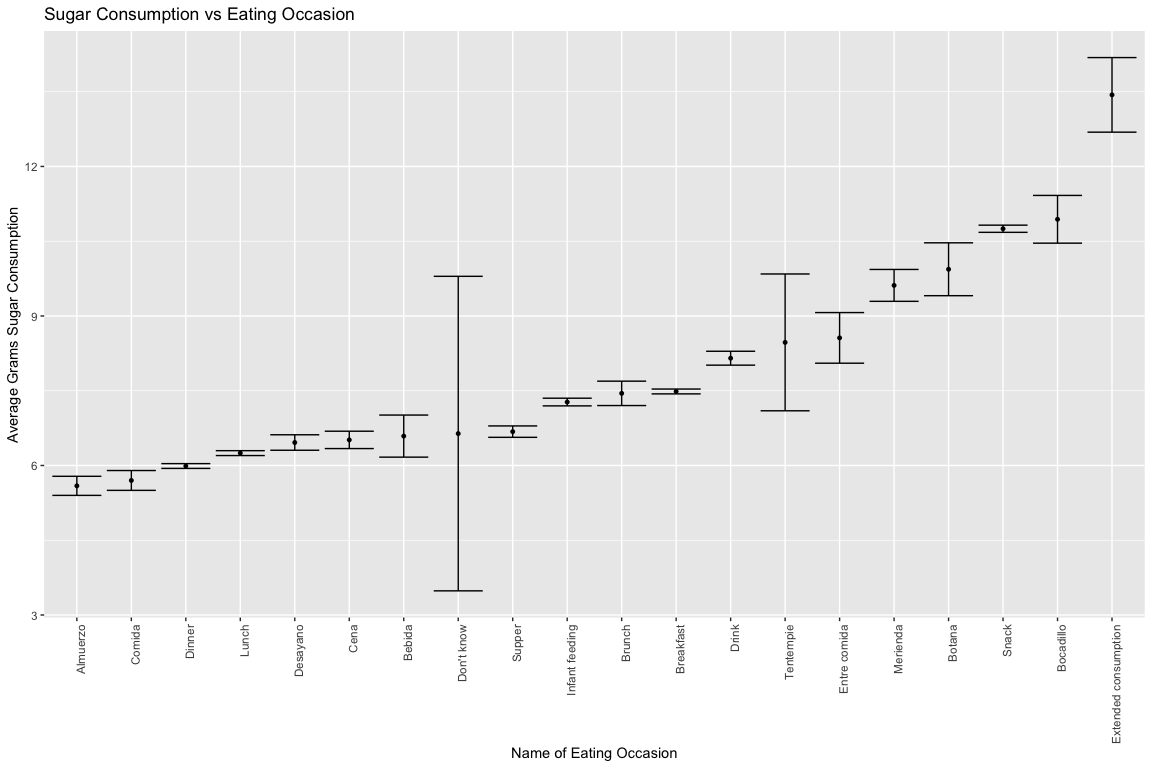 Sugar Consumption vs Eating Occasion
Average Grams Sugar Consumption
12
9
6
3
Almuerzo
Comida
Dinner
Lunch
Desayano
Cena
Bebida
Don't know
Supper
Infant feeding
Brunch
Breakfast
Drink
Tentempie
Entre comida
Merienda
Botana
Snack
Bocadillo
Extended consumption
Name of Eating Occasion